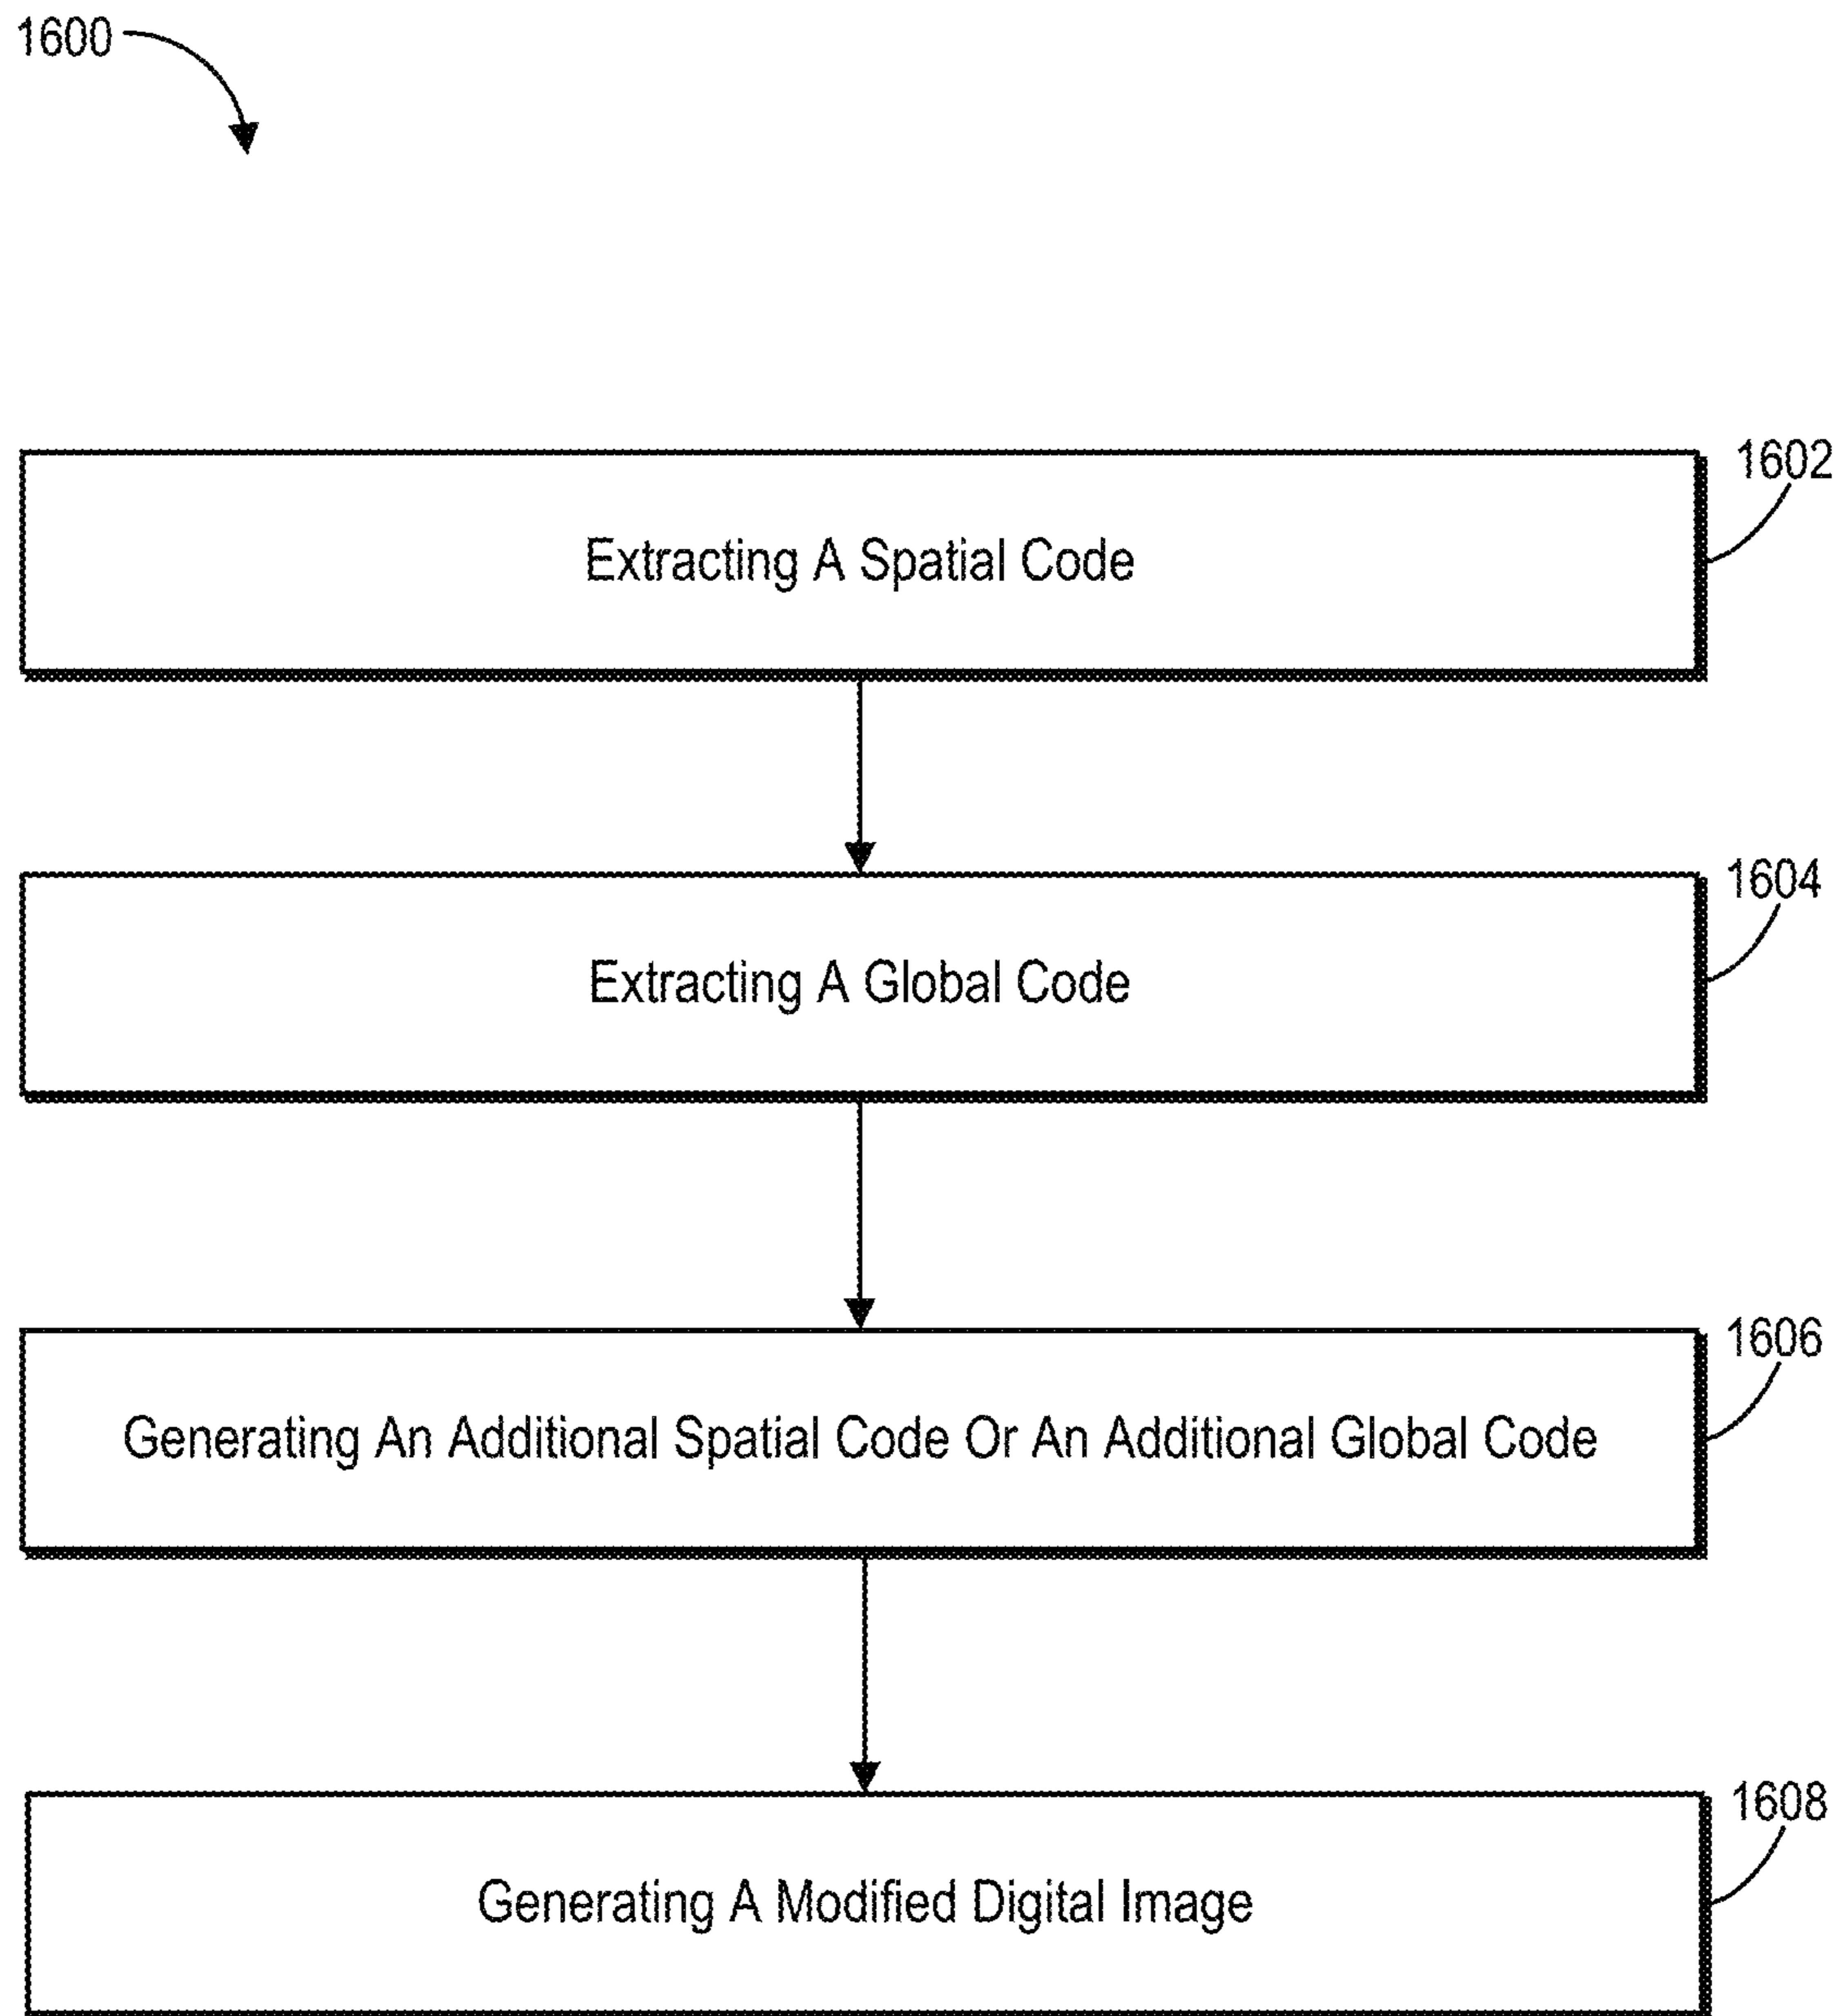 1600
1602
Extracting A Spatial Code
1604
Extracting A Global Code
1606
Generating An Additional Spatial Code Or An Additional Global Code
1608
Generating A Modified Digital Image